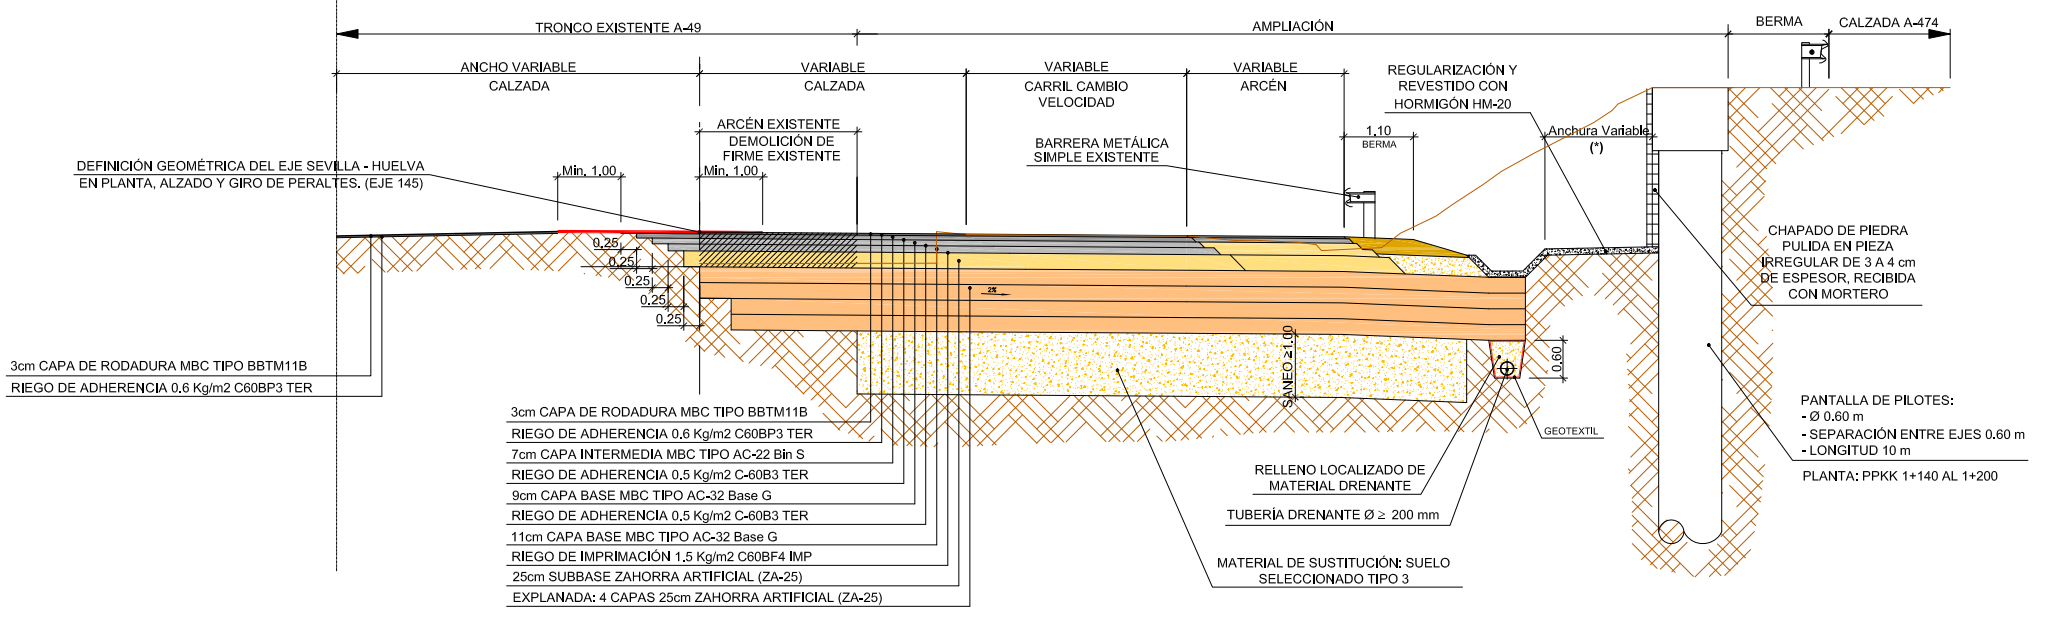 TRONCO EXISTENTE A-49
AMPLIACIÓN
BERMA
CALZADA A-474
ANCHO VARIABLE
CALZADA
VARIABLE
CALZADA
VARIABLE
CARRIL CAMBIO
VELOCIDAD
VARIABLE
ARCÉN
REGULARIZACIÓN Y
REVESTIDO CON
HORMIGÓN HM-20
ARCÉN EXISTENTE
DEMOLICIÓN DE
FIRME EXISTENTE
BARRERA METÁLICA
SIMPLE EXISTENTE
1.10
BERMA
Anchura Variable
(*)
DEFINICIÓN GEOMÉTRICA DEL EJE SEVILLA - HUELVA
EN PLANTA, ALZADO Y GIRO DE PERALTES. (EJE 145)
Min. 1.00
Min. 1.00
0.25
0.25
0.25
0.25
0.25
2%
CHAPADO DE PIEDRA
PULIDA EN PIEZA
IRREGULAR DE 3 A 4 cm
DE ESPESOR, RECIBIDA
CON MORTERO
SANEO ≥1.00
0.60
3cm CAPA DE RODADURA MBC TIPO BBTM11B
RIEGO DE ADHERENCIA 0.6 Kg/m2 C60BP3 TER
3cm CAPA DE RODADURA MBC TIPO BBTM11B
RIEGO DE ADHERENCIA 0.6 Kg/m2 C60BP3 TER
7cm CAPA INTERMEDIA MBC TIPO AC-22 Bin S
RIEGO DE ADHERENCIA 0.5 Kg/m2 C-60B3 TER
9cm CAPA BASE MBC TIPO AC-32 Base G
RIEGO DE ADHERENCIA 0.5 Kg/m2 C-60B3 TER
11cm CAPA BASE MBC TIPO AC-32 Base G
RIEGO DE IMPRIMACIÓN 1.5 Kg/m2 C60BF4 IMP
25cm SUBBASE ZAHORRA ARTIFICIAL (ZA-25)
EXPLANADA: 4 CAPAS 25cm ZAHORRA ARTIFICIAL (ZA-25)
GEOTEXTIL
RELLENO LOCALIZADO DE
MATERIAL DRENANTE
TUBERÍA DRENANTE Ø ≥ 200 mm
MATERIAL DE SUSTITUCIÓN: SUELO
SELECCIONADO TIPO 3
PANTALLA DE PILOTES:
- Ø 0.60 m
- SEPARACIÓN ENTRE EJES 0.60 m
- LONGITUD 10 m
PLANTA: PPKK 1+140 AL 1+200